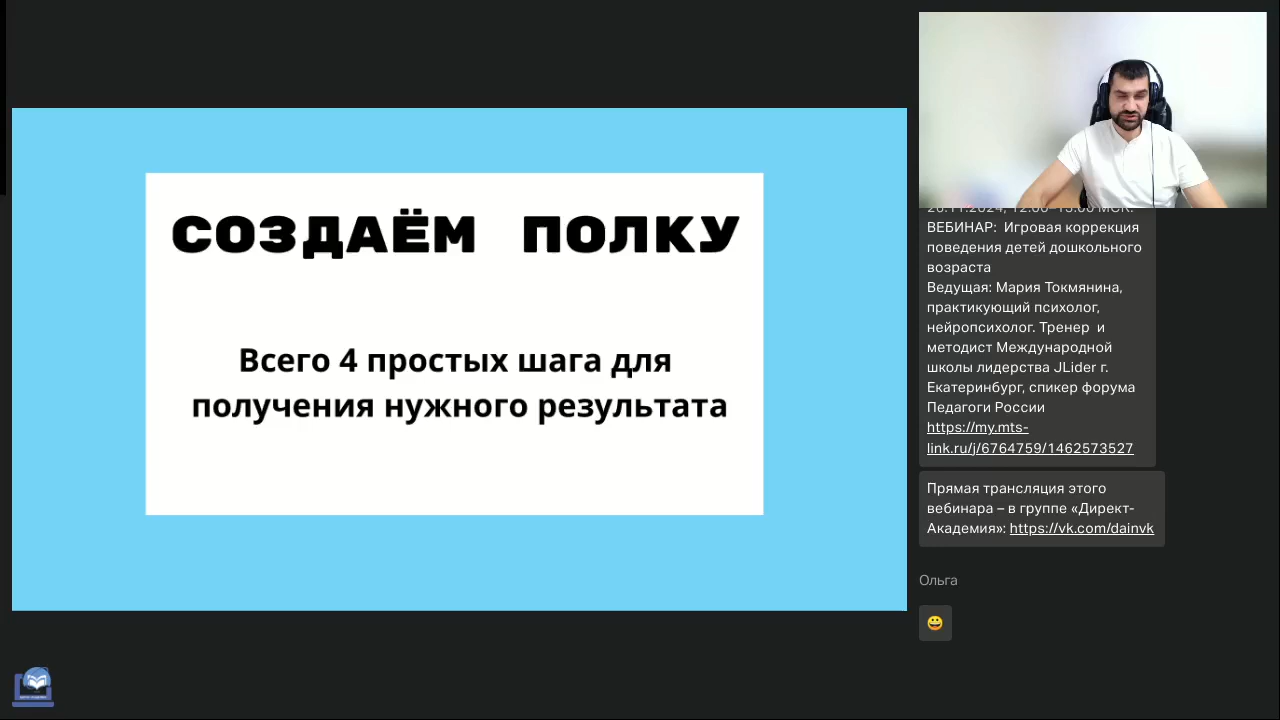 СОЗДАЁМ ПОЛКУ
Всего 4 простых шага для
получения нужного результата
ВЕБИНАР: Игровая коррекция
поведения детей дошкольного
возраста
Ведущая: Мария Токмянина,
практикующий психолог,
нейропсихолог. Тренер и
методист Международной
школы лидерства JLider г.
Екатеринбург, спикер форума
Педагоги России
https://my.mts-
link.ru/j/6764759/1462573527
Прямая трансляция этого
вебинара – в группе «Директ-
Академия»: https://vk.com/dainvk
Ольга
😀